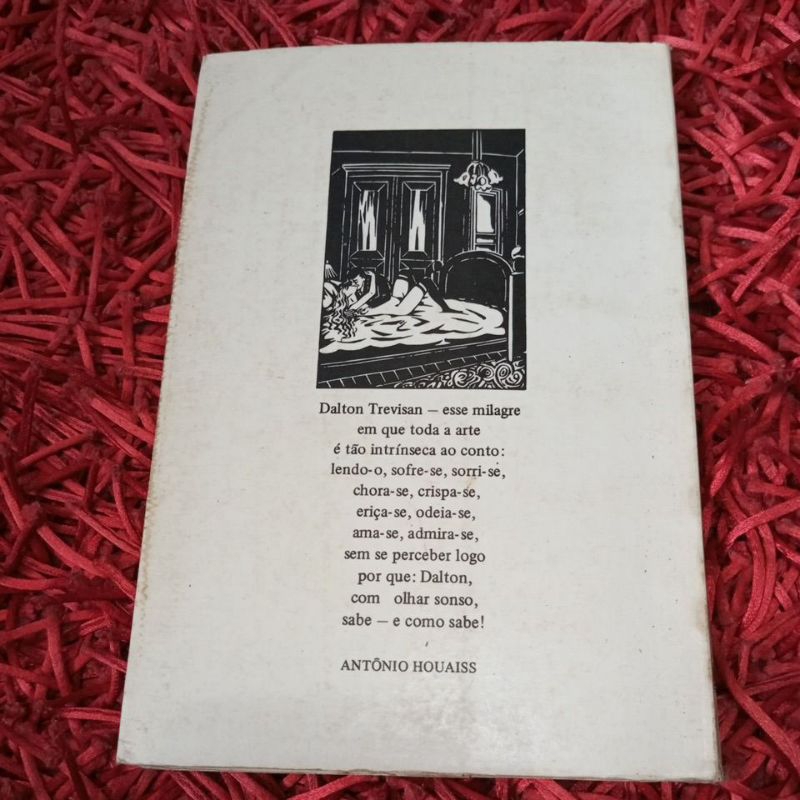 Dalton Trevisan — esse milagre
em que toda a arte
é tão intrínseca ao conto:
lendo-o, sofre-se, sorri-se,
chora-se, crispa-se,
eriça-se, odeia-se,
ama-se, admira-se,
sem se perceber logo
por que: Dalton,
com olhar sonso,
sabe — e como sabe!
ANTÔNIO HOUAISS